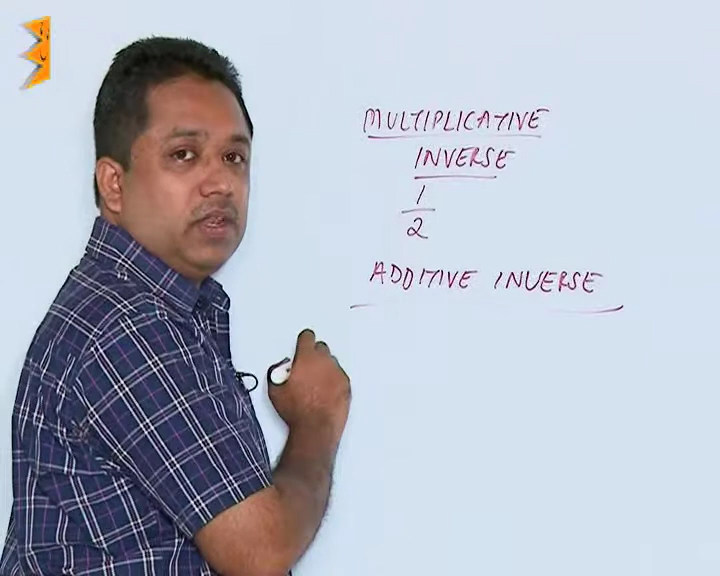 MULTIPLICATIVE
INVERSE
1
2
ADDITIVE INVERSE